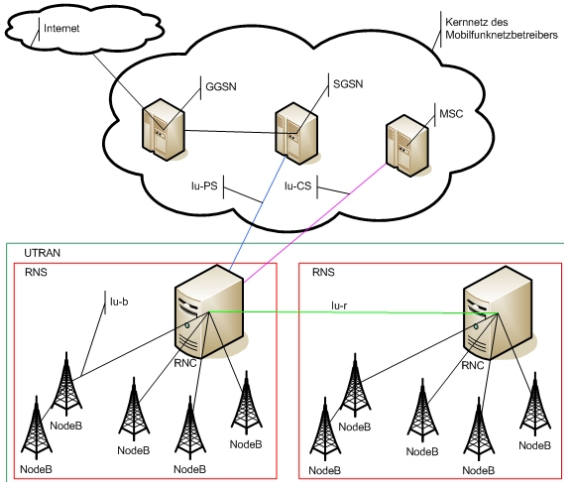 Internet
Kernnetz des
Mobilfunknetzbetreibers
GGSN
SGSN
MSC
Iu-PS
Iu-CS
UTRAN
RNS
RNS
Iu-b
Iu-r
RNC
RNC
NodeB
NodeB
NodeB
NodeB
NodeB
NodeB
NodeB
NodeB
NodeB
NodeB